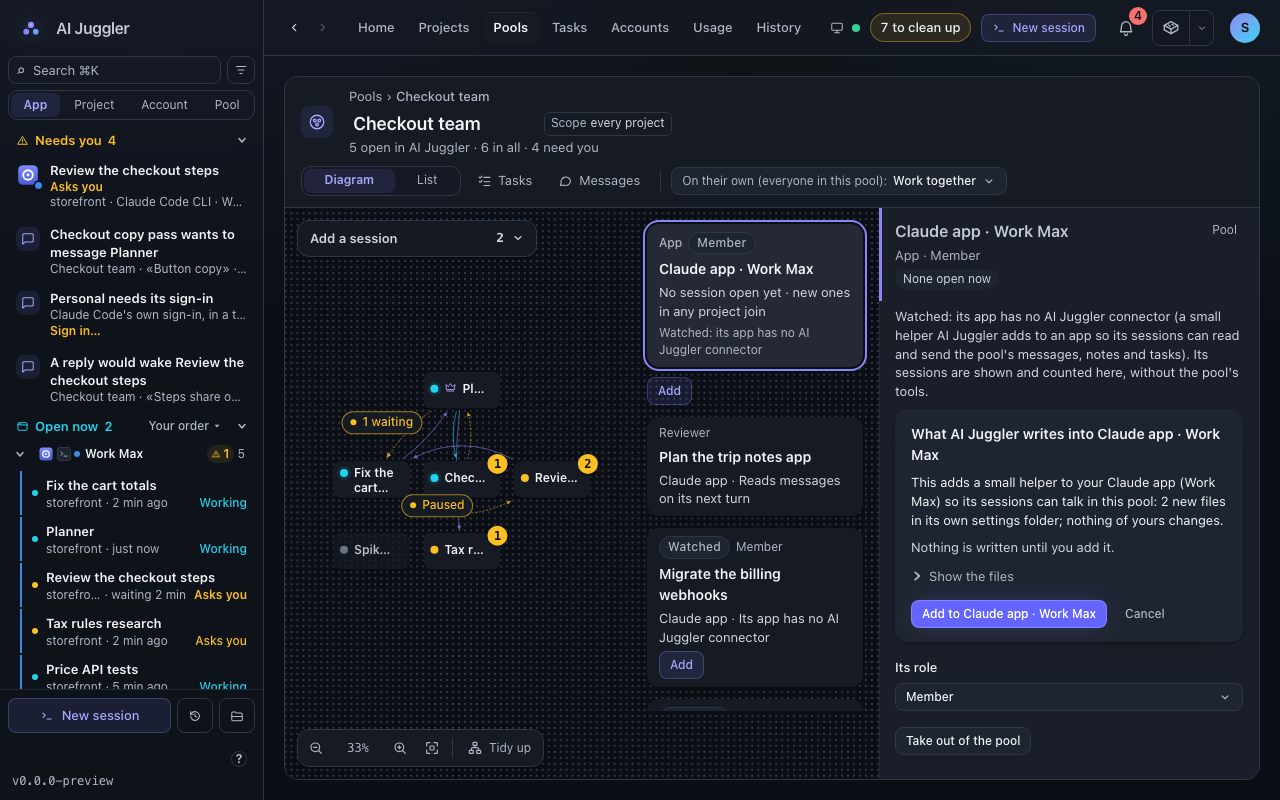 AI Juggler
Search ⌘K
App
Project
Account
Pool
Needs you 4
Review the checkout steps
Asks you
storefront · Claude Code CLI · W...
Checkout copy pass wants to
message Planner
Checkout team · «Button copy» ·...
Personal needs its sign-in
Claude Code's own sign-in, in a t...
Sign in...
A reply would wake Review the
checkout steps
Checkout team · «Steps share o...
Open now 2
Your order
Work Max
1
5
Fix the cart totals
storefront · 2 min ago
Working
Planner
storefront · just now
Working
Review the checkout steps
storefro... · waiting 2 min
Asks you
Tax rules research
storefront · 2 min ago
Asks you
Price API tests
storefront · 5 min ago
Working
New session
?
v0.0.0-preview
Home
Projects
Pools
Tasks
Accounts
Usage
History
7 to clean up
New session
4
S
Pools › Checkout team
Checkout team
Scope every project
5 open in AI Juggler · 6 in all · 4 need you
Diagram
List
Tasks
Messages
On their own (everyone in this pool): Work together
Add a session
2
Pl...
1 waiting
Fix the
cart...
Chec...
1
Revie...
2
Paused
Spik...
Tax r...
1
33%
Tidy up
App
Member
Claude app · Work Max
No session open yet · new ones
in any project join
Watched: its app has no AI
Juggler connector
Add
Reviewer
Plan the trip notes app
Claude app · Reads messages
on its next turn
Watched
Member
Migrate the billing
webhooks
Claude app · Its app has no AI
Juggler connector
Add
Claude app · Work Max
Pool
App · Member
None open now
Watched: its app has no AI Juggler connector (a small
helper AI Juggler adds to an app so its sessions can read
and send the pool's messages, notes and tasks). Its
sessions are shown and counted here, without the pool's
tools.
What AI Juggler writes into Claude app · Work
Max
This adds a small helper to your Claude app (Work
Max) so its sessions can talk in this pool: 2 new files
in its own settings folder; nothing of yours changes.
Nothing is written until you add it.
Show the files
Add to Claude app · Work Max
Cancel
Its role
Member
Take out of the pool